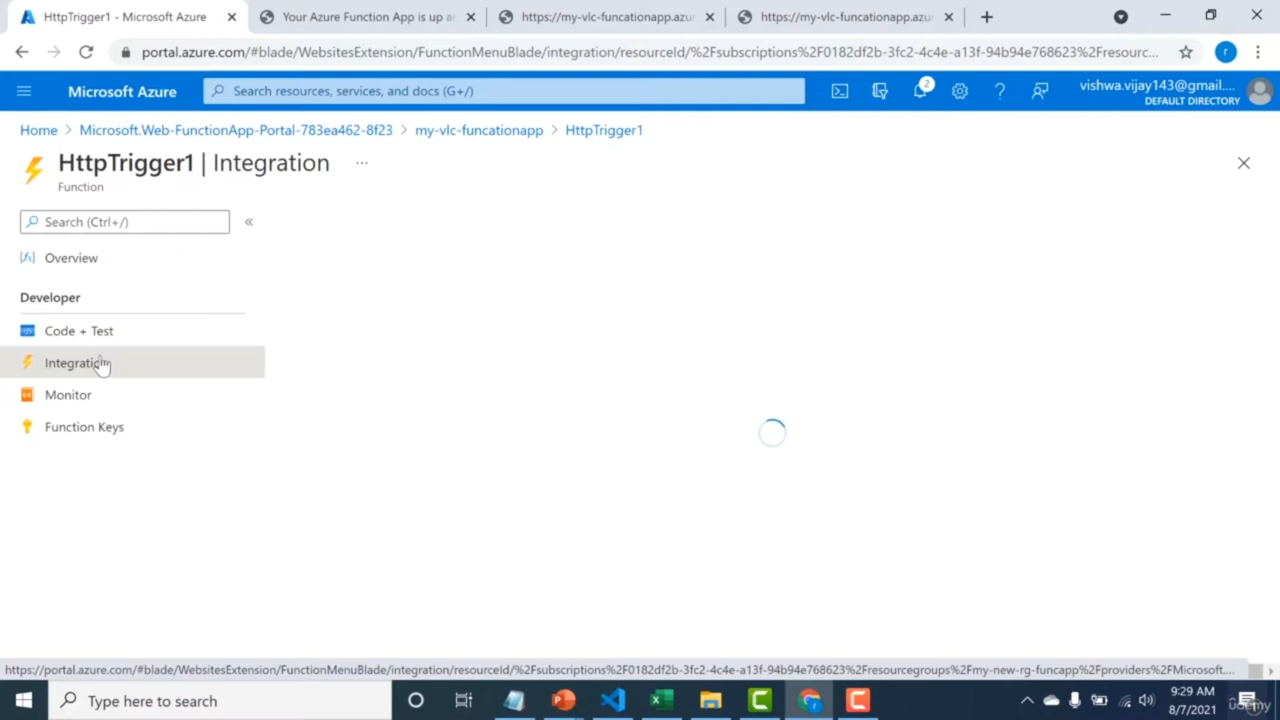 HttpTrigger1 - Microsoft Azure
Your Azure Function App is up a
https://my-vlc-funcationapp.azu
https://my-vlc-funcationapp.azu
portal.azure.com/#blade/WebsitesExtension/FunctionMenuBlade/integration/resourceId/%2Fsubscriptions%2F0182df2b-3fc2-4c4e-a13f-94b94e768623%2Fresourc...
r
Microsoft Azure
Search resources, services, and docs (G+/)
2
vishwa.vijay143@gmail....
DEFAULT DIRECTORY
Home > Microsoft.Web-FunctionApp-Portal-783ea462-8f23 > my-vlc-funcationapp > HttpTrigger1
HttpTrigger1 | Integration ...
Function
Search (Ctrl+/) «
Overview
Developer
Code + Test
Integration
Monitor
Function Keys
https://portal.azure.com/#blade/WebsitesExtension/FunctionMenuBlade/integration/resourceId/%2Fsubscriptions%2F0182df2b-3fc2-4c4e-a13f-94b94e768623%2Fresourcegroups%2Fmy-new-rg-funcapp%2Fproviders%2FMicrosoft....
Type here to search
9:29 AM
8/7/2021
ûdemy